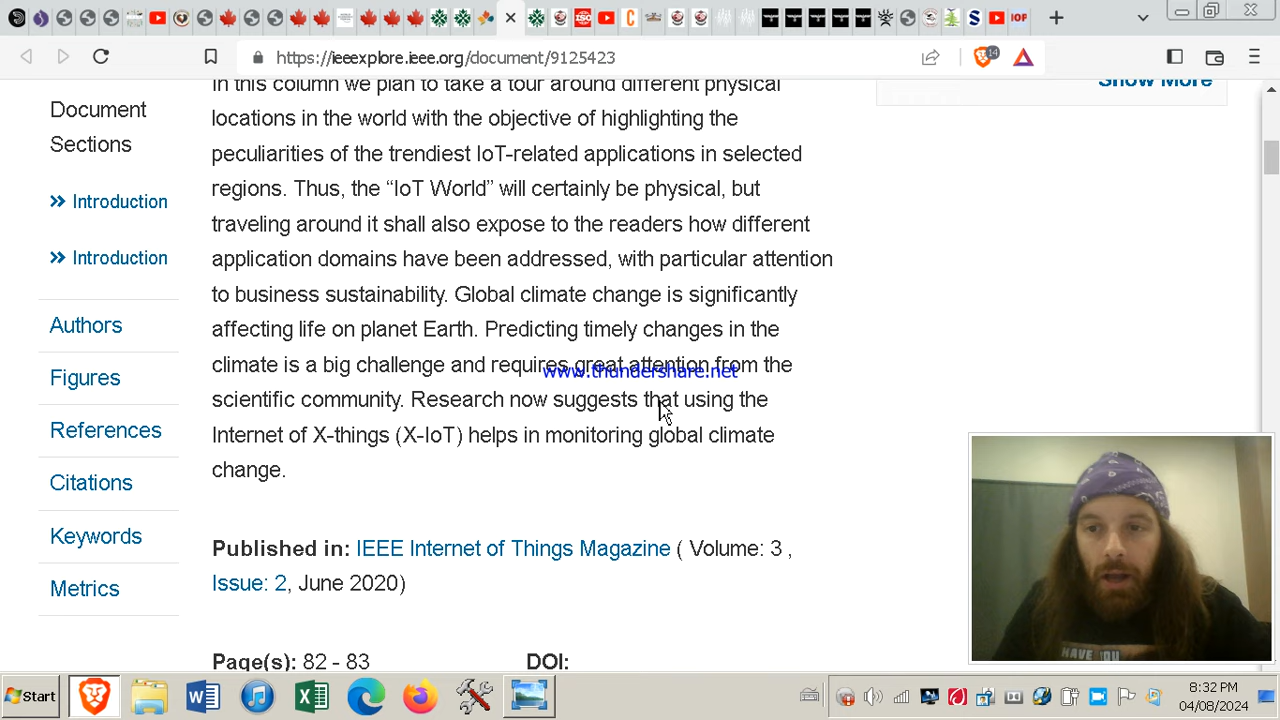 ISO
IOF
https://ieeexplore.ieee.org/document/9125423
14
Document
Sections
Introduction
Introduction
Authors
Figures
References
Citations
Keywords
Metrics
In this column we plan to take a tour around different physical
locations in the world with the objective of highlighting the
peculiarities of the trendiest IoT-related applications in selected
regions. Thus, the “IoT World” will certainly be physical, but
traveling around it shall also expose to the readers how different
application domains have been addressed, with particular attention
to business sustainability. Global climate change is significantly
affecting life on planet Earth. Predicting timely changes in the
climate is a big challenge and requires great attention from the
www.thundershare.net
scientific community. Research now suggests that using the
Internet of X-things (X-IoT) helps in monitoring global climate
change.
Published in: IEEE Internet of Things Magazine ( Volume: 3 ,
Issue: 2, June 2020)
Page(s): 82 - 83
DOI:
Show More
HAVE YOU
Start
8:32 PM
04/08/2024